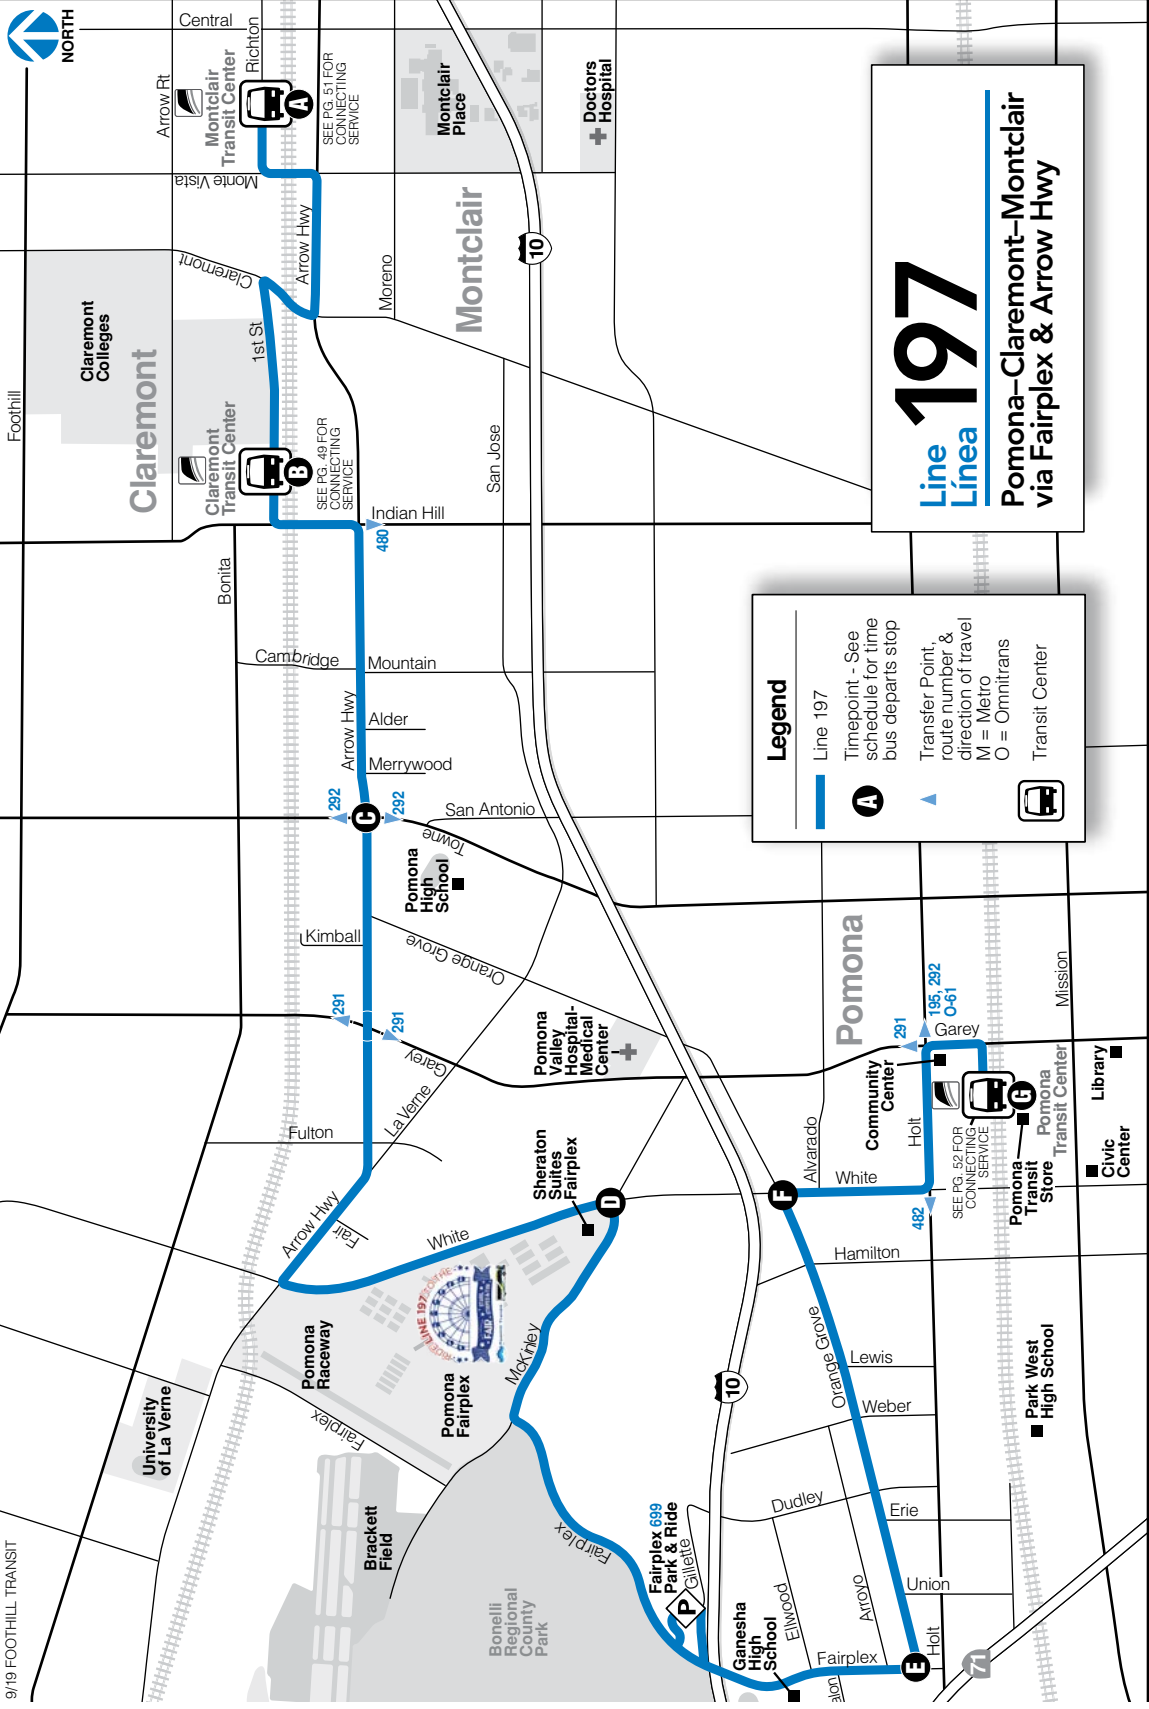 NORTH
Central
Richton
Arrow Rt
Montclair
Transit Center
A
SEE PG. 51 FOR
CONNECTING
SERVICE
Montclair
Place
Doctors
Hospital
Monte Vista
Arrow Hwy
Claremont
Moreno
Montclair
10
Foothill
Claremont
Colleges
Claremont
1st St
Claremont
Transit Center
B
SEE PG. 49 FOR
CONNECTING
SERVICE
San Jose
Indian Hill
480
Bonita
Cambridge
Mountain
Arrow Hwy
Alder
Merrywood
292
C
292
San Antonio
Towne
Pomona
High
School
Kimball
Orange Grove
291
291
Garey
La Verne
Pomona
Valley
Hospital-
Medical
Center
Fulton
Arrow Hwy
Fair
White
Sheraton
Suites
Fairplex
D
RIDE LINE 197 TO THE
FAIR
Pomona
Raceway
Pomona
Fairplex
McKinley
Fairplex
University
of La Verne
Brackett
Field
Bonelli
Regional
County
Park
Fairplex
Fairplex 699
Park & Ride
P
Gillette
Ganesha
High
School
Fairplex
E
Holt
71
Ellwood
Arroyo
Dudley
Union
Erie
Weber
Lewis
Orange Grove
Hamilton
10
Park West
High School
F
White
Alvarado
482
Holt
Community
Center
291
195, 292
O-61
Garey
Pomona
Mission
G
Pomona
Transit Center
SEE PG. 52 FOR
CONNECTING
SERVICE
Pomona
Transit
Store
Library
Civic
Center
Legend
Line 197
A
Timepoint - See
schedule for time
bus departs stop
Transfer Point,
route number &
direction of travel
M = Metro
O = Omnitrans
Transit Center
Line
Línea
197
Pomona–Claremont–Montclair
via Fairplex & Arrow Hwy
9/19 FOOTHILL TRANSIT